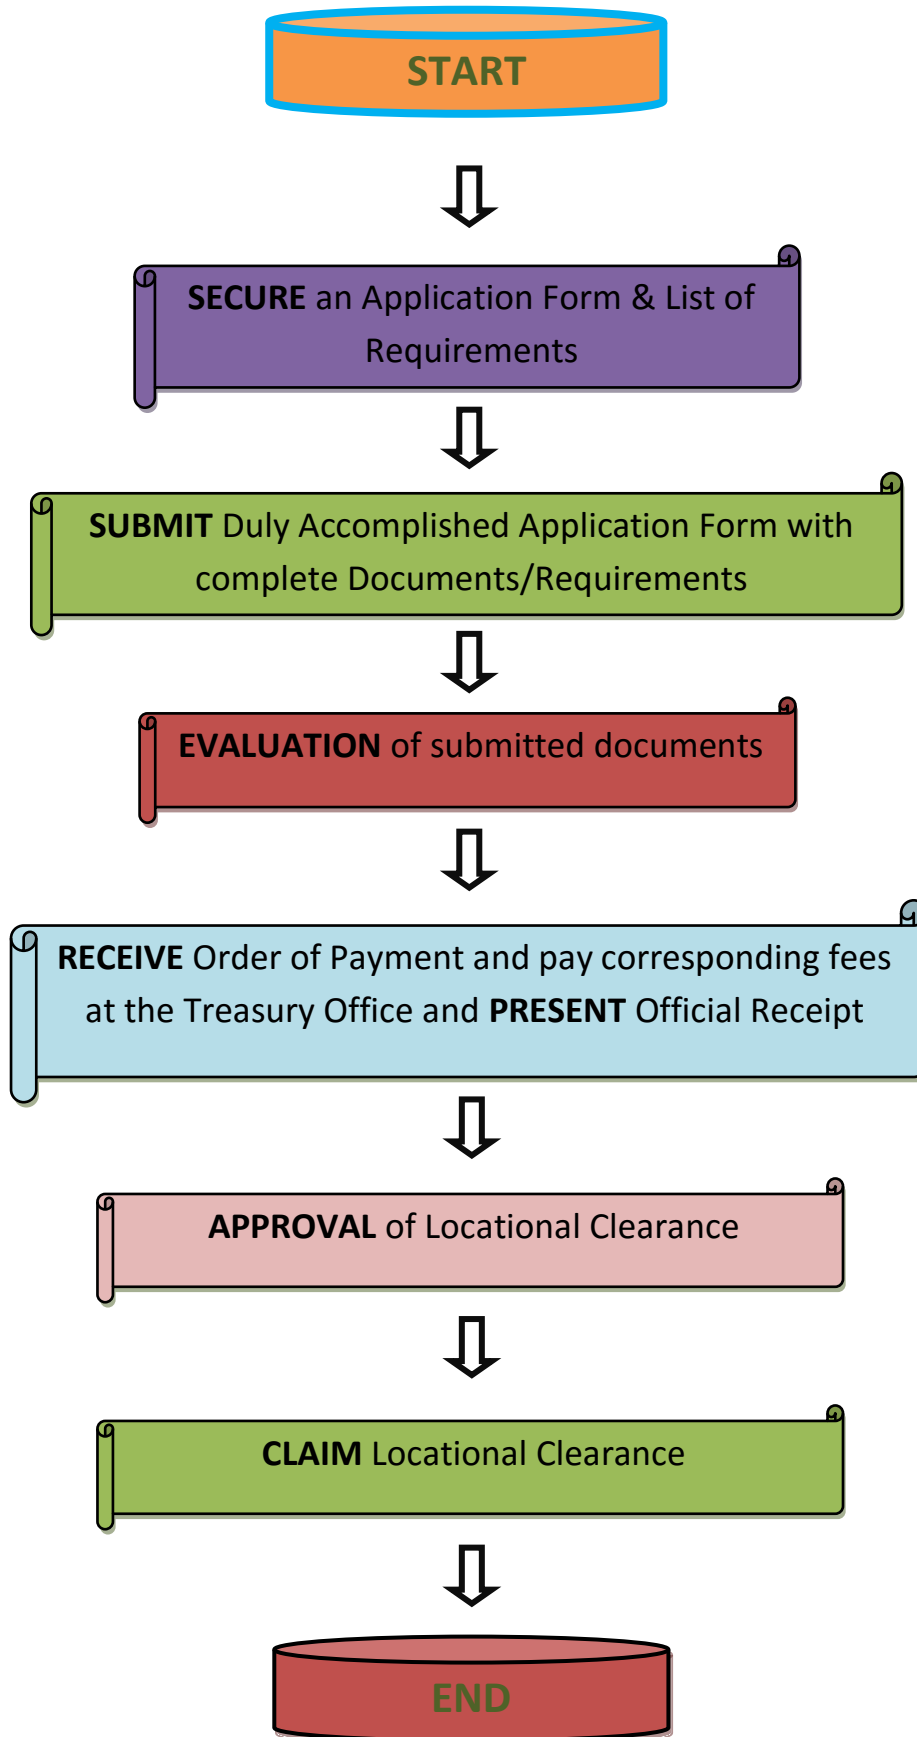 START
SECURE an Application Form & List of
Requirements
SUBMIT Duly Accomplished Application Form with
complete Documents/Requirements
EVALUATION of submitted documents
RECEIVE Order of Payment and pay corresponding fees
at the Treasury Office and PRESENT Official Receipt
APPROVAL of Locational Clearance
CLAIM Locational Clearance
END